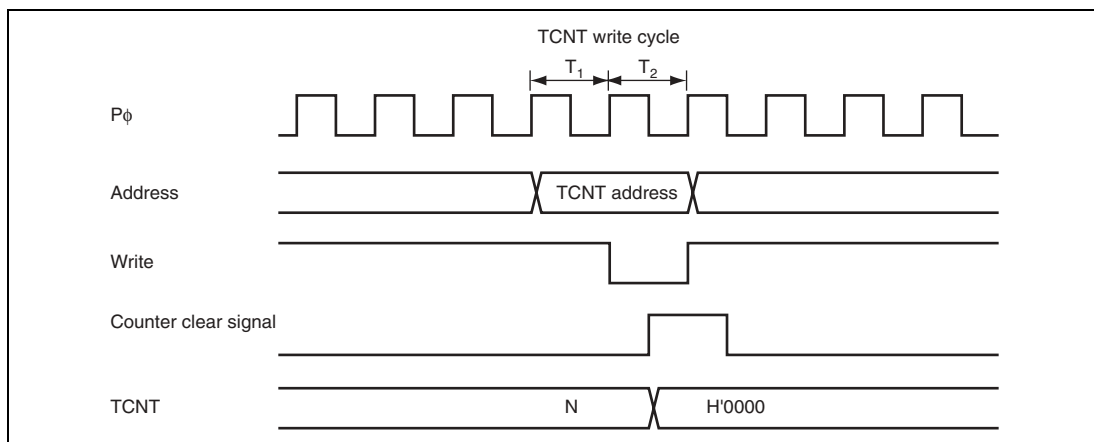 TCNT write cycle
T1 T2
Pϕ
Address TCNT address
Write
Counter clear signal
TCNT N H'0000